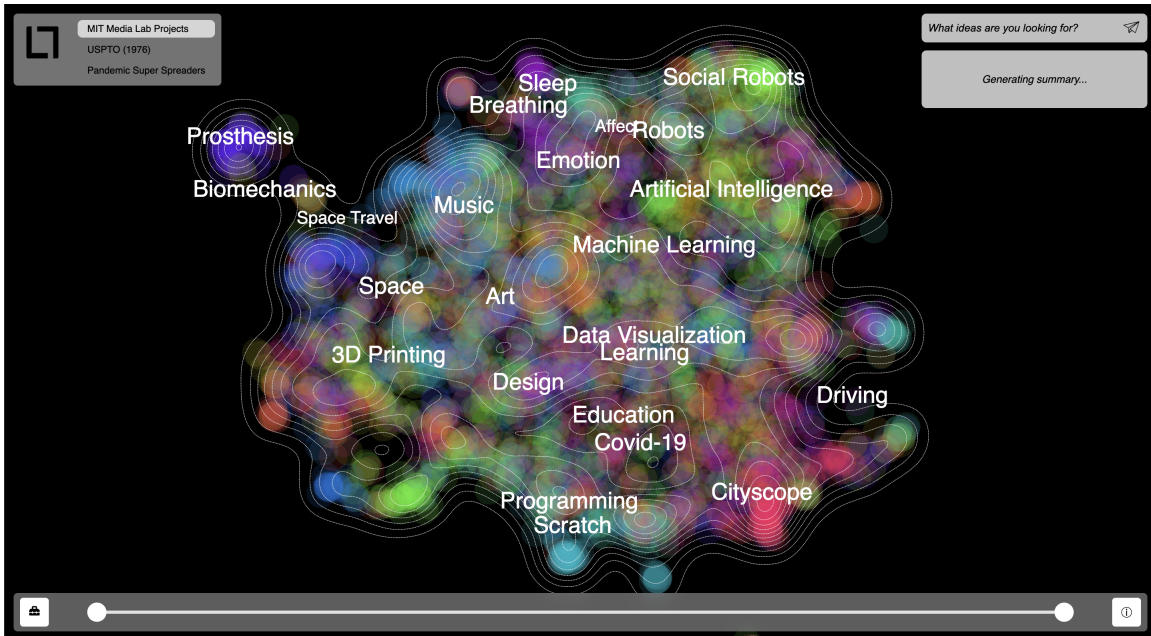 MIT Media Lab Projects
USPTO (1976)
Pandemic Super Spreaders
What ideas are you looking for?
Generating summary...
Social Robots
Sleep
Breathing
Affec
Robots
Prosthesis
Emotion
Biomechanics
Artificial Intelligence
Music
Space Travel
Machine Learning
Space
Art
Data Visualization
Learning
3D Printing
Design
Driving
Education
Covid-19
Cityscope
Programming
Scratch